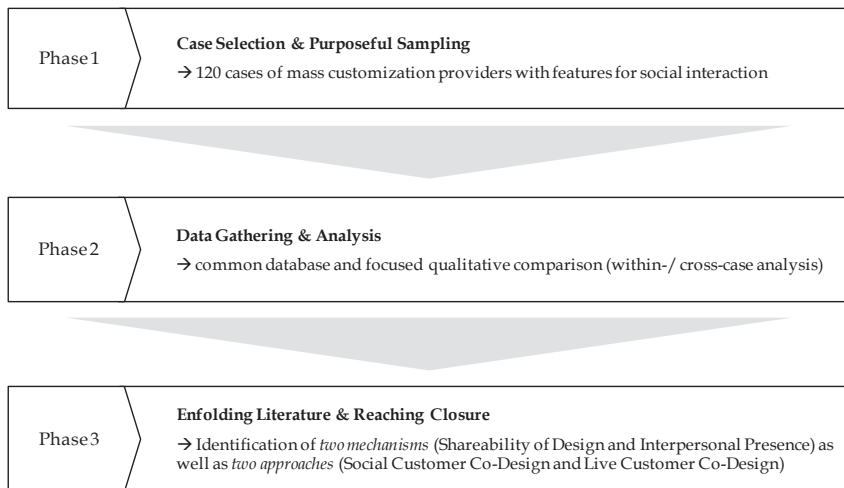 Phase 1
Case Selection & Purposeful Sampling
→ 120 cases of mass customization providers with features for social interaction
Phase 2
Data Gathering & Analysis
→ common database and focused qualitative comparison (within-/ cross-case analysis)
Phase 3
Enfolding Literature & Reaching Closure
→ Identification of two mechanisms (Shareability of Design and Interpersonal Presence) as
well as two approaches (Social Customer Co-Design and Live Customer Co-Design)